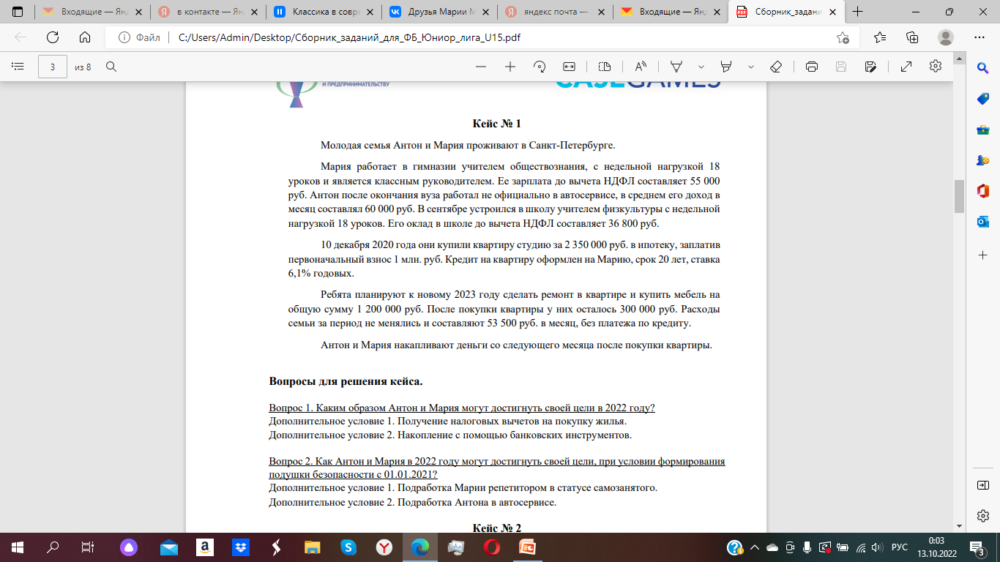 Входящие — Янд
в контакте — Ян
Классика в совре
Друзья Марии М
яндекс почта —
Входящие — Янд
Сборник_задани
Файл
C:/Users/Admin/Desktop/Сборник_заданий_для_ФБ_Юниор_лига_U15.pdf
3
из 8
И ПРЕДПРИНИМАТЕЛЬСТВУ
CASEGAMES
Кейс № 1
Молодая семья Антон и Мария проживают в Санкт-Петербурге.
Мария работает в гимназии учителем обществознания, с недельной нагрузкой 18
уроков и является классным руководителем. Ее зарплата до вычета НДФЛ составляет 55 000
руб. Антон после окончания вуза работал не официально в автосервисе, в среднем его доход в
месяц составлял 60 000 руб. В сентябре устроился в школу учителем физкультуры с недельной
нагрузкой 18 уроков. Его оклад в школе до вычета НДФЛ составляет 36 800 руб.
10 декабря 2020 года они купили квартиру студию за 2 350 000 руб. в ипотеку, заплатив
первоначальный взнос 1 млн. руб. Кредит на квартиру оформлен на Марию, срок 20 лет, ставка
6,1% годовых.
Ребята планируют к новому 2023 году сделать ремонт в квартире и купить мебель на
общую сумму 1 200 000 руб. После покупки квартиры у них осталось 300 000 руб. Расходы
семьи за период не менялись и составляют 53 500 руб. в месяц, без платежа по кредиту.
Антон и Мария накапливают деньги со следующего месяца после покупки квартиры.
Вопросы для решения кейса.
Вопрос 1. Каким образом Антон и Мария могут достигнуть своей цели в 2022 году?
Дополнительное условие 1. Получение налоговых вычетов на покупку жилья.
Дополнительное условие 2. Накопление с помощью банковских инструментов.
Вопрос 2. Как Антон и Мария в 2022 году могут достигнуть своей цели, при условии формирования
подушки безопасности с 01.01.2021?
Дополнительное условие 1. Подработка Марии репетитором в статусе самозанятого.
Дополнительное условие 2. Подработка Антона в автосервисе.
Кейс № 2
РУС
0:03
13.10.2022
3